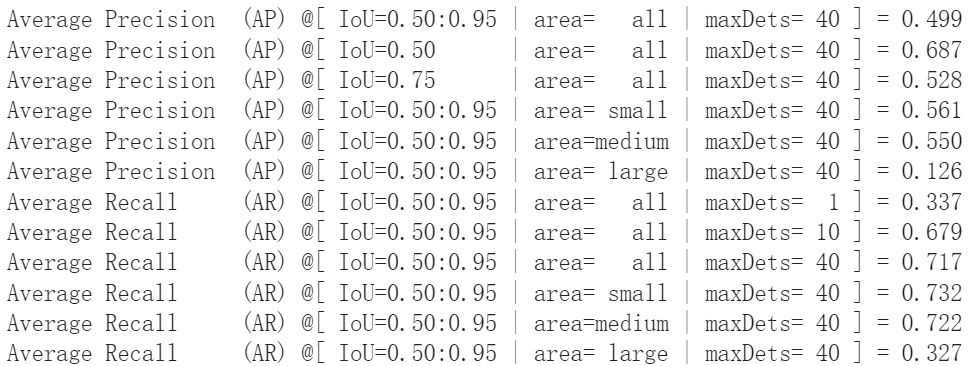 Average Precision  (AP) @[ IoU=0.50:0.95 | area=   all | maxDets= 40 ] = 0.499
Average Precision  (AP) @[ IoU=0.50      | area=   all | maxDets= 40 ] = 0.687
Average Precision  (AP) @[ IoU=0.75      | area=   all | maxDets= 40 ] = 0.528
Average Precision  (AP) @[ IoU=0.50:0.95 | area= small | maxDets= 40 ] = 0.561
Average Precision  (AP) @[ IoU=0.50:0.95 | area=medium | maxDets= 40 ] = 0.550
Average Precision  (AP) @[ IoU=0.50:0.95 | area= large | maxDets= 40 ] = 0.126
Average Recall     (AR) @[ IoU=0.50:0.95 | area=   all | maxDets=  1 ] = 0.337
Average Recall     (AR) @[ IoU=0.50:0.95 | area=   all | maxDets= 10 ] = 0.679
Average Recall     (AR) @[ IoU=0.50:0.95 | area=   all | maxDets= 40 ] = 0.717
Average Recall     (AR) @[ IoU=0.50:0.95 | area= small | maxDets= 40 ] = 0.732
Average Recall     (AR) @[ IoU=0.50:0.95 | area=medium | maxDets= 40 ] = 0.722
Average Recall     (AR) @[ IoU=0.50:0.95 | area= large | maxDets= 40 ] = 0.327